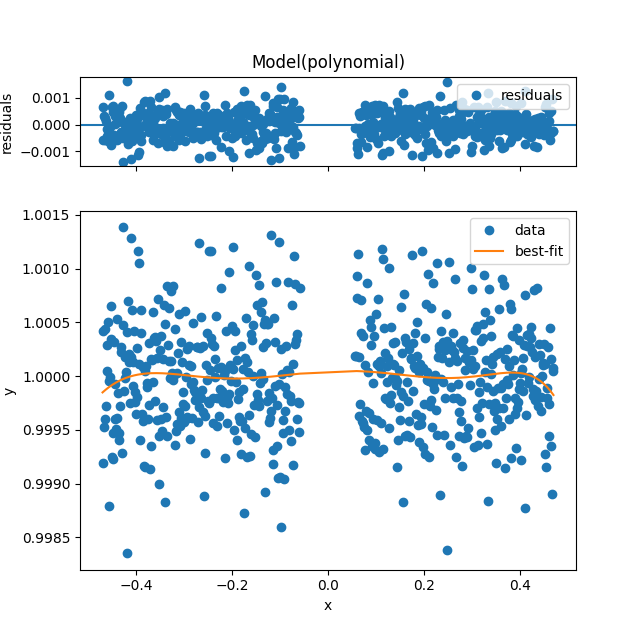 Model(polynomial)
residuals
0.001
0.000
−0.001
residuals
1.0015
1.0010
1.0005
1.0000
0.9995
0.9990
0.9985
y
data
best-fit
−0.4 −0.2 0.0 0.2 0.4
x